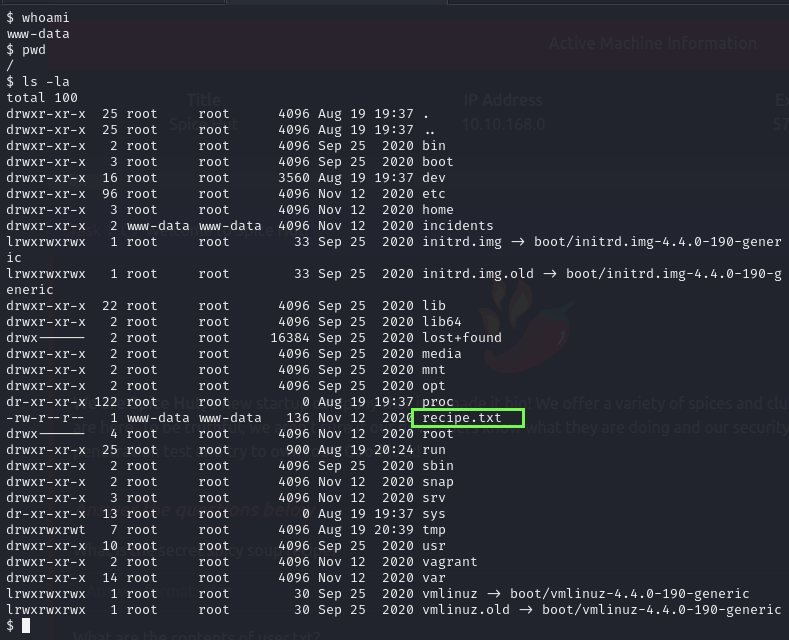 $ whoami
www-data
$ pwd
/
$ ls -la
total 100
drwxr-xr-x  25 root     root      4096 Aug 19 19:37 .
drwxr-xr-x  25 root     root      4096 Aug 19 19:37 ..
drwxr-xr-x   2 root     root      4096 Sep 25  2020 bin
drwxr-xr-x   3 root     root      4096 Sep 25  2020 boot
drwxr-xr-x  16 root     root      3560 Aug 19 19:37 dev
drwxr-xr-x  96 root     root      4096 Nov 12  2020 etc
drwxr-xr-x   3 root     root      4096 Nov 12  2020 home
drwxr-xr-x   2 www-data www-data  4096 Nov 12  2020 incidents
lrwxrwxrwx   1 root     root        33 Sep 25  2020 initrd.img -> boot/initrd.img-4.4.0-190-gener
ic
lrwxrwxrwx   1 root     root        33 Sep 25  2020 initrd.img.old -> boot/initrd.img-4.4.0-190-g
eneric
drwxr-xr-x  22 root     root      4096 Sep 25  2020 lib
drwxr-xr-x   2 root     root      4096 Sep 25  2020 lib64
drwx------   2 root     root     16384 Sep 25  2020 lost+found
drwxr-xr-x   2 root     root      4096 Sep 25  2020 media
drwxr-xr-x   2 root     root      4096 Sep 25  2020 mnt
drwxr-xr-x   2 root     root      4096 Sep 25  2020 opt
dr-xr-xr-x 122 root     root         0 Aug 19 19:37 proc
-rw-r--r--   1 www-data www-data   136 Nov 12  2020 recipe.txt
drwx------   4 root     root      4096 Nov 12  2020 root
drwxr-xr-x  25 root     root       900 Aug 19 20:24 run
drwxr-xr-x   2 root     root      4096 Sep 25  2020 sbin
drwxr-xr-x   2 root     root      4096 Nov 12  2020 snap
drwxr-xr-x   3 root     root      4096 Nov 12  2020 srv
dr-xr-xr-x  13 root     root         0 Aug 19 19:37 sys
drwxrwxrwt   7 root     root      4096 Aug 19 20:39 tmp
drwxr-xr-x  10 root     root      4096 Sep 25  2020 usr
drwxr-xr-x   2 root     root      4096 Nov 12  2020 vagrant
drwxr-xr-x  14 root     root      4096 Nov 12  2020 var
lrwxrwxrwx   1 root     root        30 Sep 25  2020 vmlinuz -> boot/vmlinuz-4.4.0-190-generic
lrwxrwxrwx   1 root     root        30 Sep 25  2020 vmlinuz.old -> boot/vmlinuz-4.4.0-190-generic
$
Active Machine Information
Title
IP Address
10.10.168.0